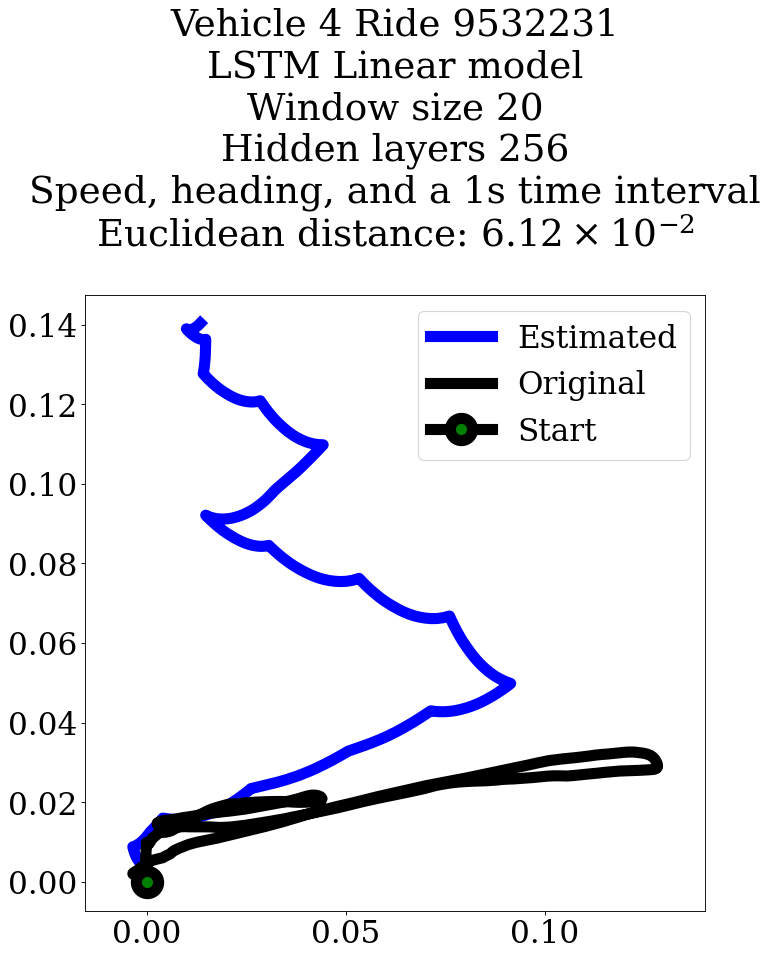 Vehicle 4 Ride 9532231
LSTM Linear model
Window size 20
Hidden layers 256
Speed, heading, and a 1s time interval
Euclidean distance: 6.12 × 10⁻²
0.14
0.12
0.10
0.08
0.06
0.04
0.02
0.00
Estimated
Original
Start
0.00 0.05 0.10